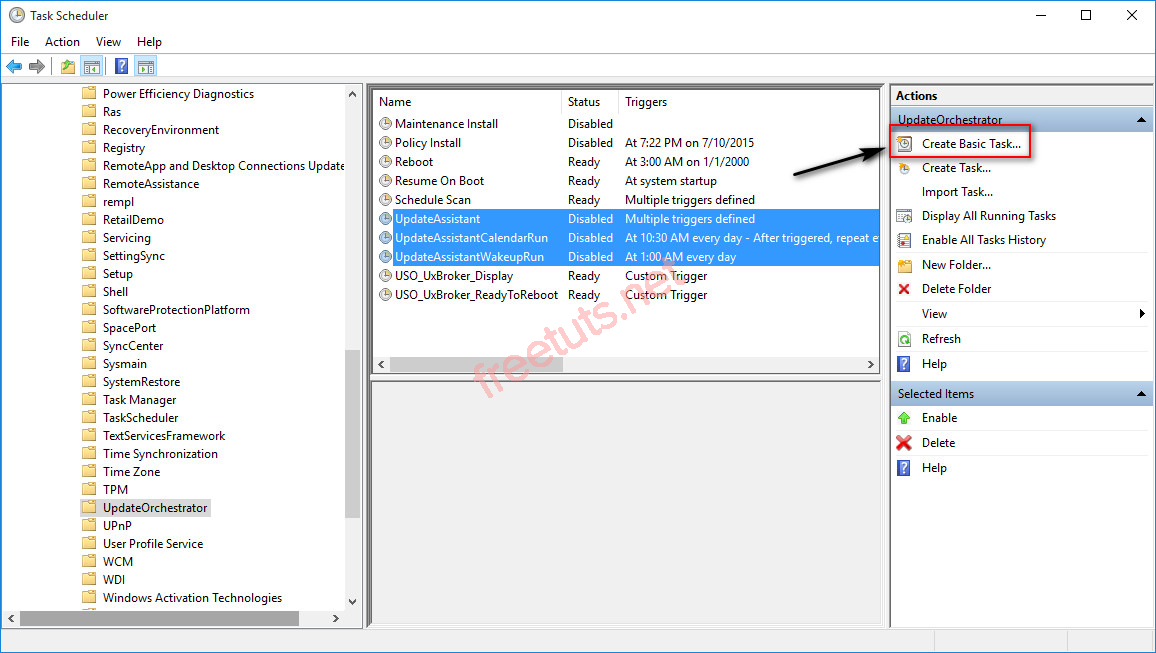 Task Scheduler
File Action View Help
Power Efficiency Diagnostics
Ras
RecoveryEnvironment
Registry
RemoteApp and Desktop Connections Update
RemoteAssistance
rempl
RetailDemo
Servicing
SettingSync
Setup
Shell
SoftwareProtectionPlatform
SpacePort
SyncCenter
Sysmain
SystemRestore
Task Manager
TaskScheduler
TextServicesFramework
Time Synchronization
Time Zone
TPM
UpdateOrchestrator
UPnP
User Profile Service
WCM
WDI
Windows Activation Technologies
Name Status Triggers
Maintenance Install Disabled
Policy Install Disabled At 7:22 PM on 7/10/2015
Reboot Ready At 3:00 AM on 1/1/2000
Resume On Boot Ready At system startup
Schedule Scan Ready Multiple triggers defined
UpdateAssistant Disabled Multiple triggers defined
UpdateAssistantCalendarRun Disabled At 10:30 AM every day - After triggered, repeat e
UpdateAssistantWakeupRun Disabled At 1:00 AM every day
USO_UxBroker_Display Ready Custom Trigger
USO_UxBroker_ReadyToReboot Ready Custom Trigger
freetuts.net
Actions
UpdateOrchestrator
Create Basic Task...
Create Task...
Import Task...
Display All Running Tasks
Enable All Tasks History
New Folder...
Delete Folder
View
Refresh
Help
Selected Items
Enable
Delete
Help